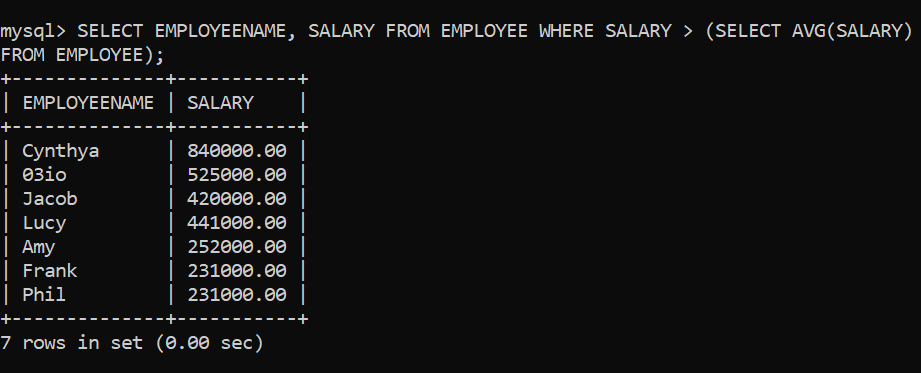 mysql> SELECT EMPLOYEENAME, SALARY FROM EMPLOYEE WHERE SALARY > (SELECT AVG(SALARY)
FROM EMPLOYEE);
+--------------+-----------+
| EMPLOYEENAME | SALARY    |
+--------------+-----------+
| Cynthya      | 840000.00 |
| 03io         | 525000.00 |
| Jacob        | 420000.00 |
| Lucy         | 441000.00 |
| Amy          | 252000.00 |
| Frank        | 231000.00 |
| Phil         | 231000.00 |
+--------------+-----------+
7 rows in set (0.00 sec)